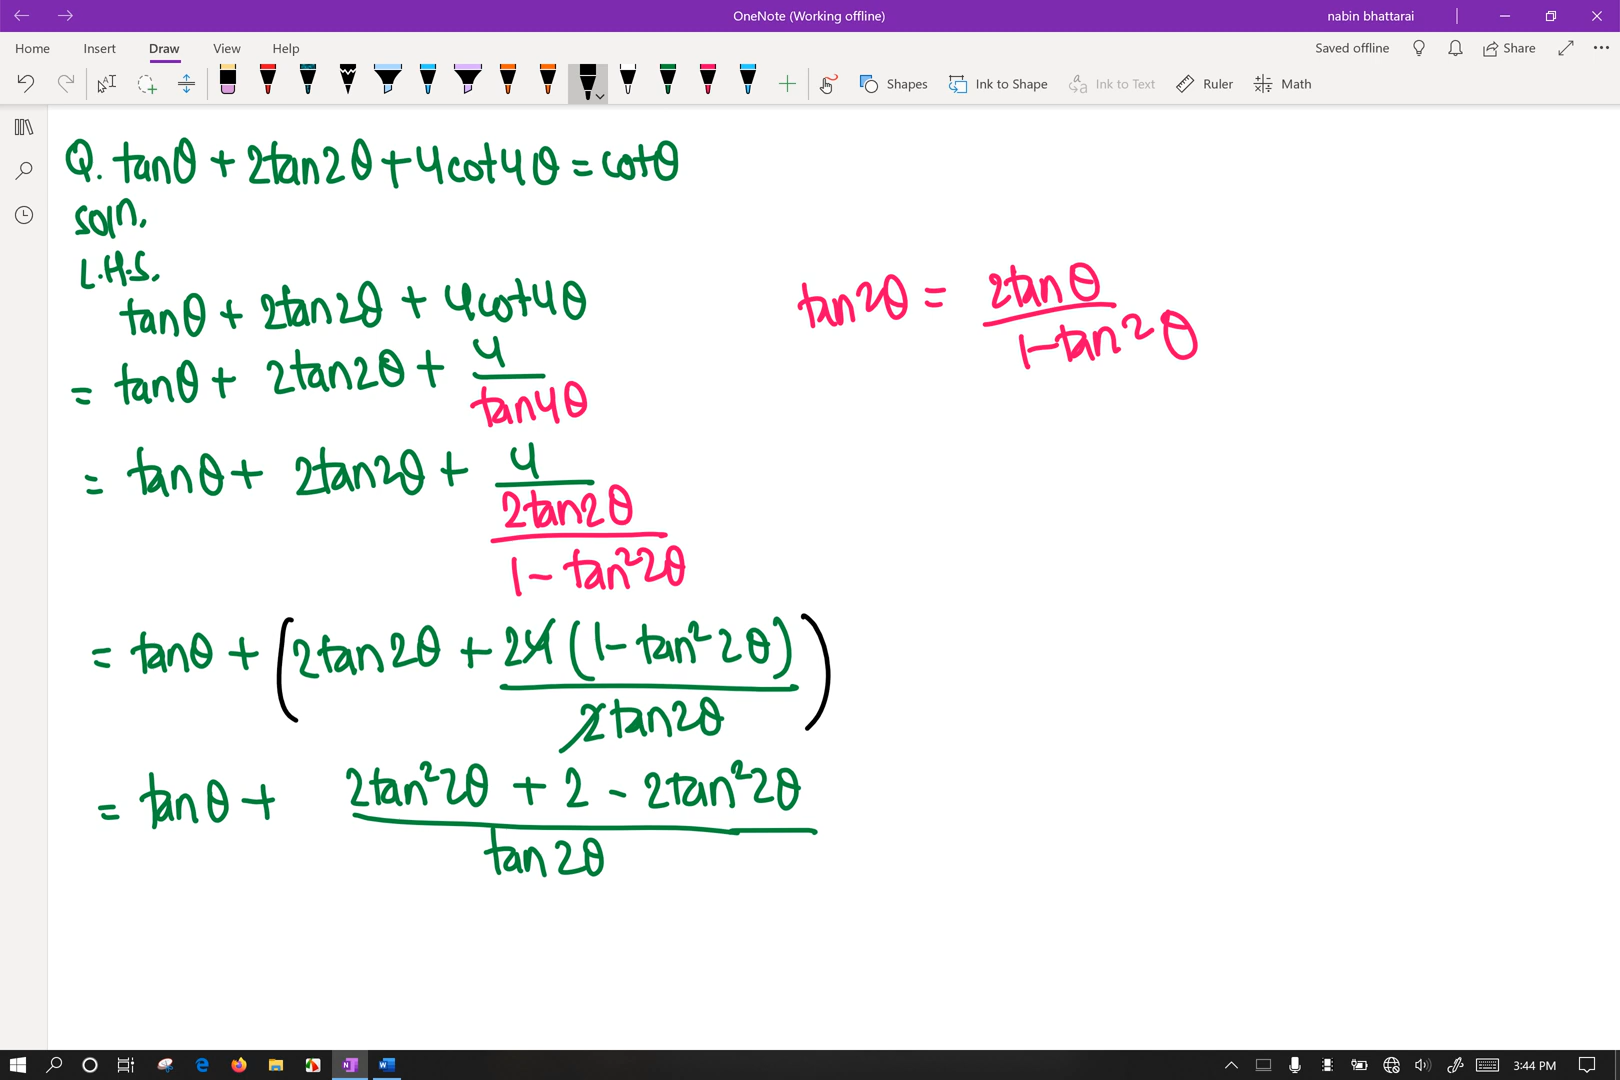 OneNote (Working offline)
nabin bhattarai
Home Insert Draw View Help
Saved offline Share
Shapes Ink to Shape Ink to Text Ruler Math
Q. tanθ + 2tan2θ + 4cot4θ = cotθ
soln.
L.H.S.
tanθ + 2tan2θ + 4cot4θ
= tanθ + 2tan2θ + 4/tan4θ
= tanθ + 2tan2θ + 4/(2tan2θ/(1 - tan²2θ))
= tanθ + (2tan2θ + 24(1 - tan²2θ)/2tan2θ)
= tanθ + (2tan²2θ + 2 - 2tan²2θ)/tan2θ
tan2θ = 2tanθ/(1 - tan²θ)
3:44 PM